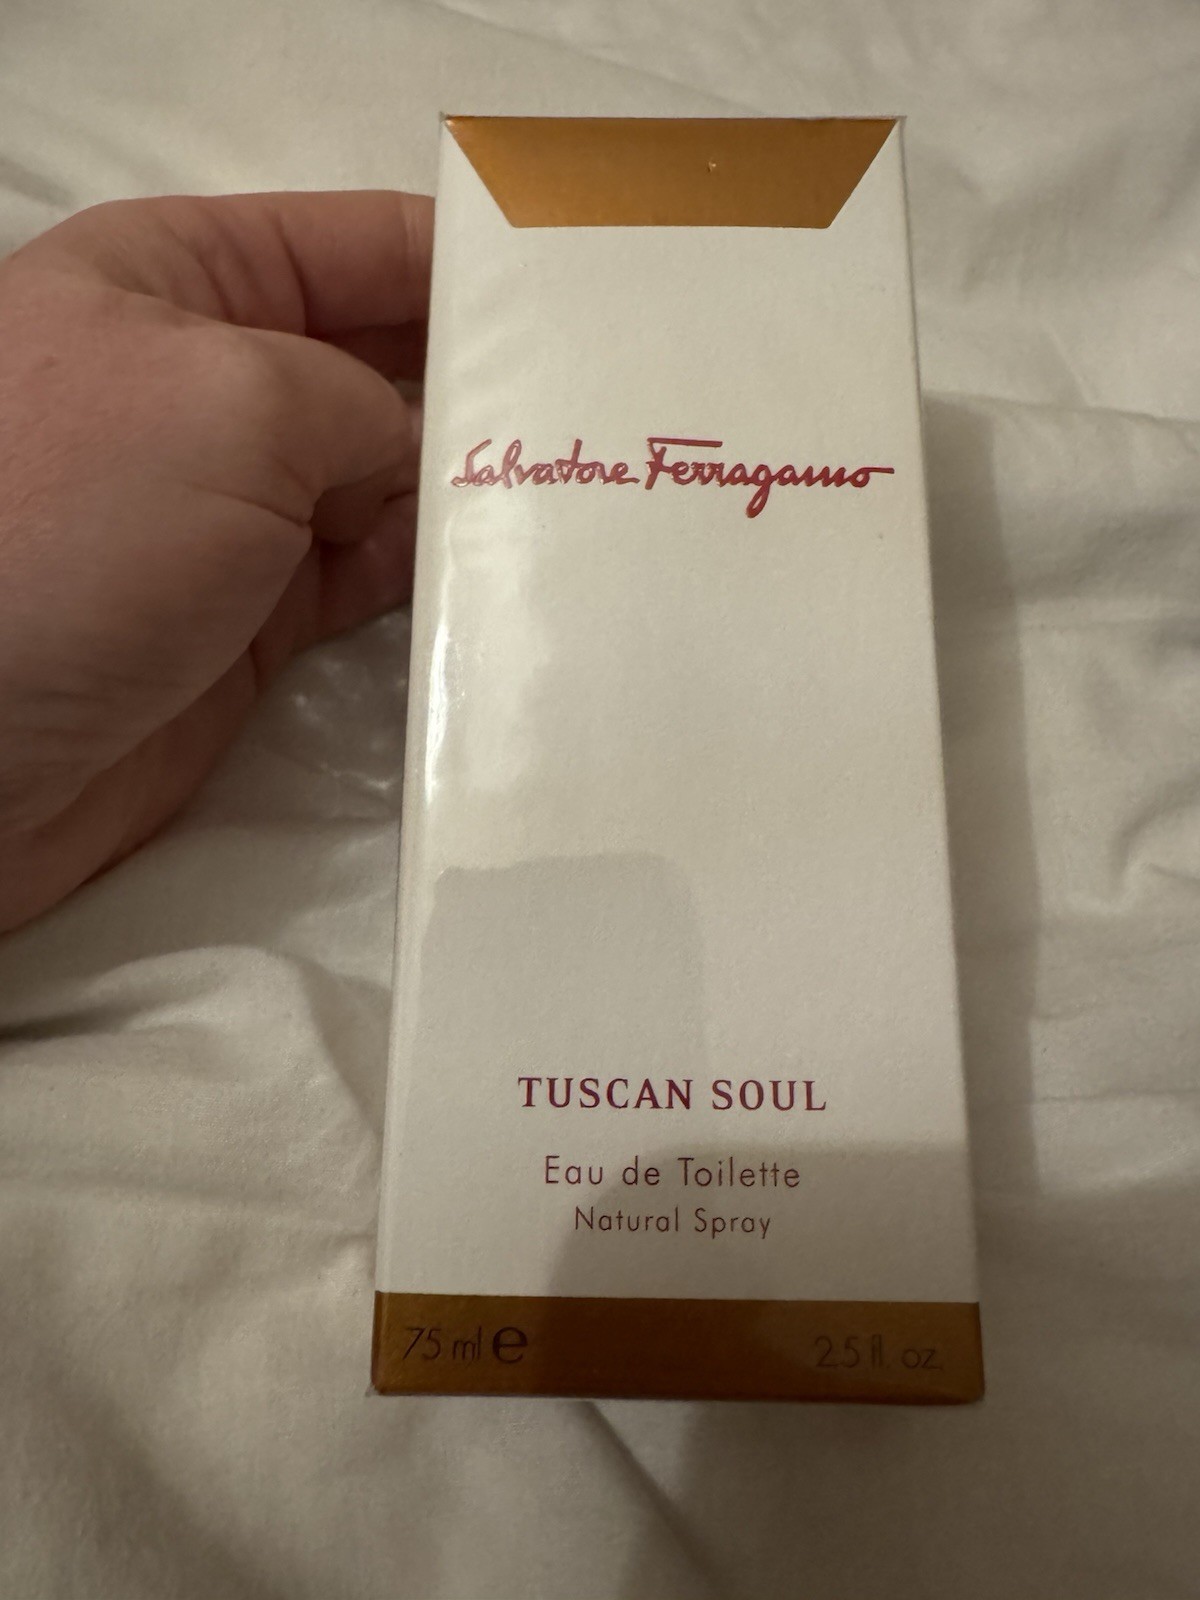 Salvatore Ferragamo
TUSCAN SOUL
Eau de Toilette
Natural Spray
75 ml e 2.5 fl. oz.